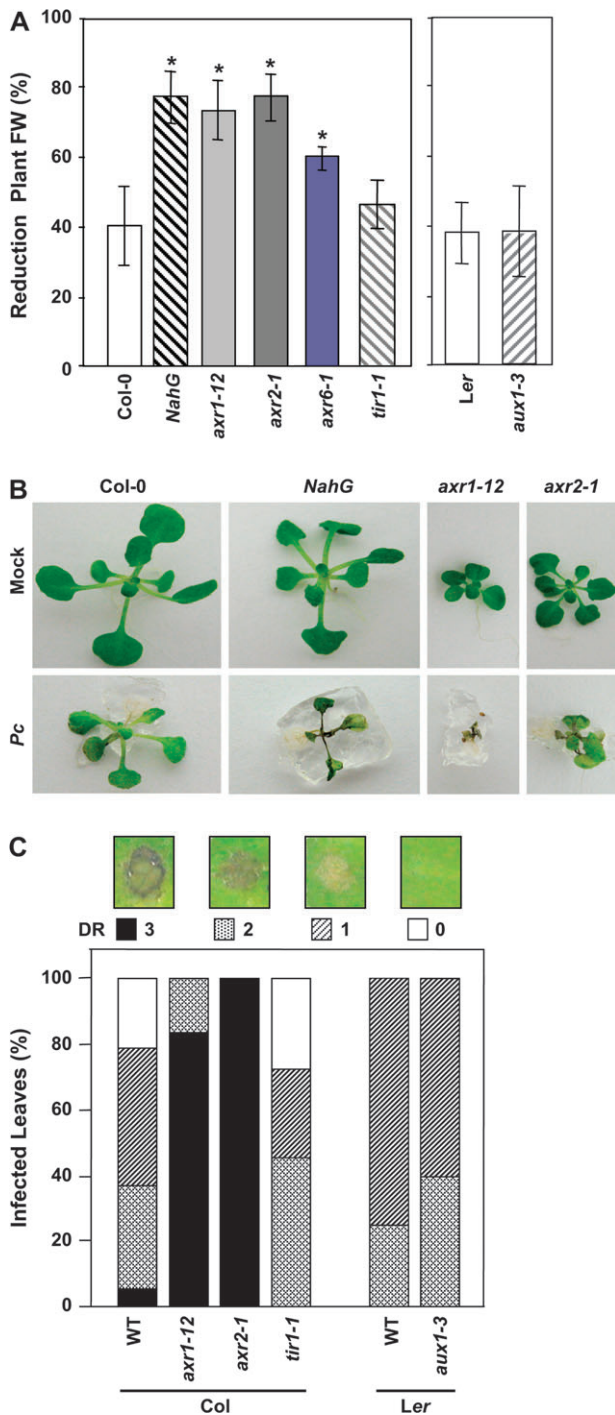 A
Reduction Plant FW (%)
100
80
60
40
20
0
*
*
*
*
Col-0
NahG
axr1-12
axr2-1
axr6-1
tir1-1
Ler
aux1-3
B
Col-0
NahG
axr1-12
axr2-1
Mock
Pc
C
DR 3 2 1 0
Infected Leaves (%)
100
80
60
40
20
0
WT
axr1-12
axr2-1
tir1-1
WT
aux1-3
Col
Ler